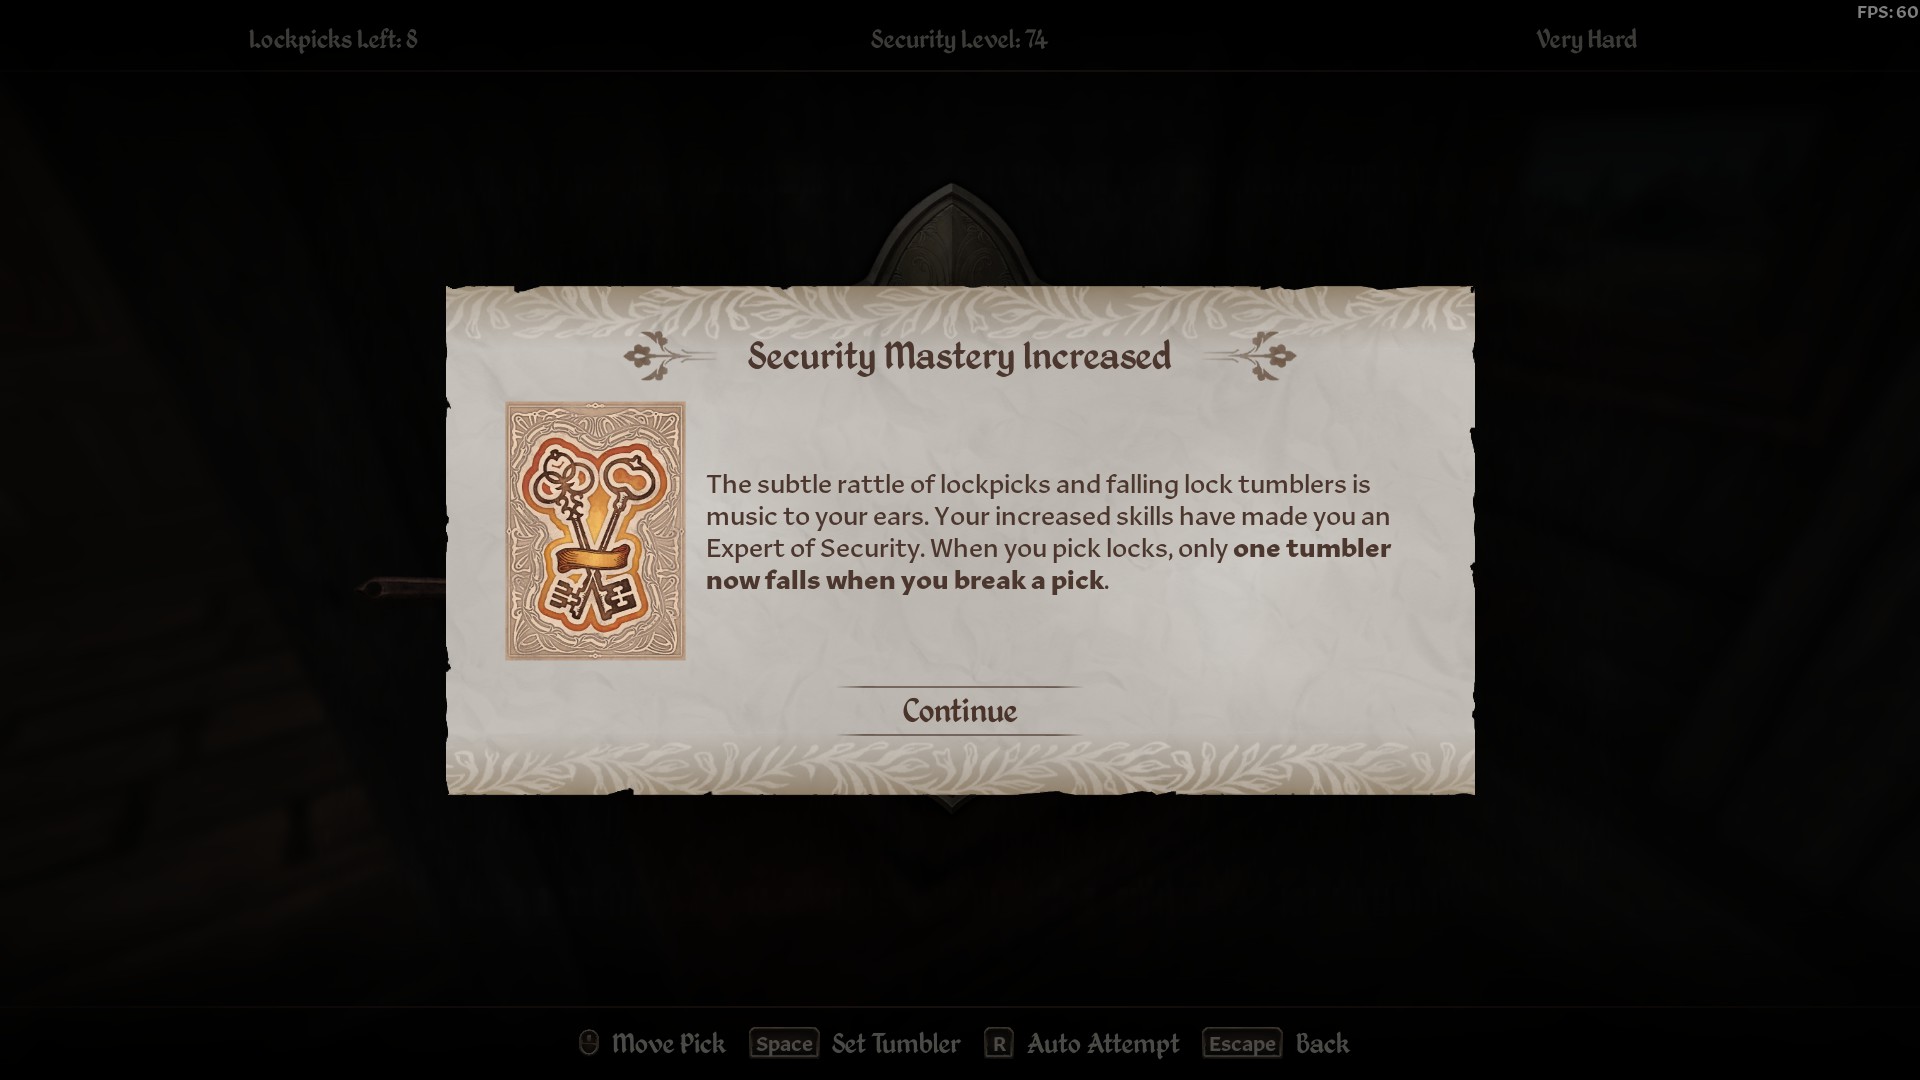 FPS: 60
Lockpicks Left: 8
Security Level: 74
Very Hard
Security Mastery Increased
The subtle rattle of lockpicks and falling lock tumblers is
music to your ears. Your increased skills have made you an
Expert of Security. When you pick locks, only one tumbler
now falls when you break a pick.
Continue
Move Pick
Space Set Tumbler
R Auto Attempt
Escape Back